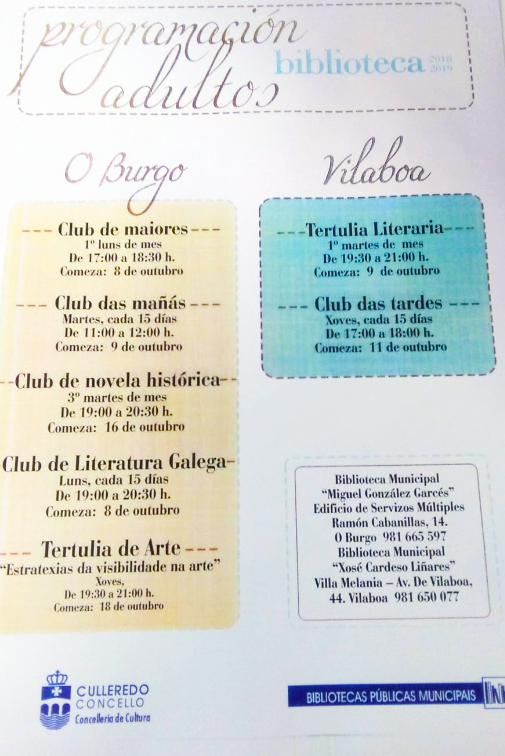 programación
adultos
biblioteca 2018
2019
O Burgo
Club de maiores
1º luns de mes
De 17:00 a 18:30 h.
Comeza: 8 de outubro
Club das mañás
Martes, cada 15 días
De 11:00 a 12:00 h.
Comeza: 9 de outubro
Club de novela histórica
3º martes de mes
De 19:00 a 20:30 h.
Comeza: 16 de outubro
Club de Literatura Galega
Luns, cada 15 días
De 19:00 a 20:30 h.
Comeza: 8 de outubro
Tertulia de Arte
"Estratexias da visibilidade na arte"
Xoves,
De 19:30 a 21:00 h.
Comeza: 18 de outubro
Vilaboa
Tertulia Literaria
1º martes de mes
De 19:30 a 21:00 h.
Comeza: 9 de outubro
Club das tardes
Xoves, cada 15 días
De 17:00 a 18:00 h.
Comeza: 11 de outubro
Biblioteca Municipal
"Miguel González Garcés"
Edificio de Servizos Múltiples
Ramón Cabanillas, 14.
O Burgo 981 665 597
Biblioteca Municipal
"Xosé Cardeso Liñares"
Villa Melania – Av. De Vilaboa,
44. Vilaboa 981 650 077
CULLEREDO
CONCELLO
Concellería de Cultura
BIBLIOTECAS PÚBLICAS MUNICIPAIS